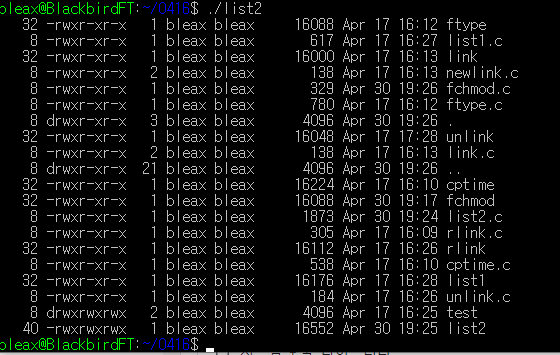 bleax@BlackbirdFT:~/0416$ ./list2
32 -rwxr-xr-x 1 bleax bleax 16088 Apr 17 16:12 ftype
8 -rwxr-xr-x 1 bleax bleax 617 Apr 17 16:27 list1.c
32 -rwxr-xr-x 1 bleax bleax 16000 Apr 17 16:13 link
8 -rwxr-xr-x 2 bleax bleax 138 Apr 17 16:13 newlink.c
8 -rwxr-xr-x 1 bleax bleax 329 Apr 30 19:26 fchmod.c
8 -rwxr-xr-x 1 bleax bleax 780 Apr 17 16:12 ftype.c
8 drwxr-xr-x 3 bleax bleax 4096 Apr 30 19:26 .
32 -rwxr-xr-x 1 bleax bleax 16048 Apr 17 17:28 unlink
8 -rwxr-xr-x 2 bleax bleax 138 Apr 17 16:13 link.c
8 drwxr-xr-x 21 bleax bleax 4096 Apr 30 19:26 ..
32 -rwxr-xr-x 1 bleax bleax 16224 Apr 17 16:10 cptime
32 -rwxr-xr-x 1 bleax bleax 16088 Apr 30 19:17 fchmod
8 -rwxr-xr-x 1 bleax bleax 1873 Apr 30 19:24 list2.c
8 -rwxr-xr-x 1 bleax bleax 305 Apr 17 16:09 rlink.c
32 -rwxr-xr-x 1 bleax bleax 16112 Apr 17 16:26 rlink
8 -rwxr-xr-x 1 bleax bleax 538 Apr 17 16:10 cptime.c
32 -rwxr-xr-x 1 bleax bleax 16176 Apr 17 16:28 list1
8 -rwxr-xr-x 1 bleax bleax 184 Apr 17 16:26 unlink.c
8 drwxrwxrwx 2 bleax bleax 4096 Apr 17 16:25 test
40 -rwxrwxrwx 1 bleax bleax 16552 Apr 30 19:25 list2
bleax@BlackbirdFT:~/0416$